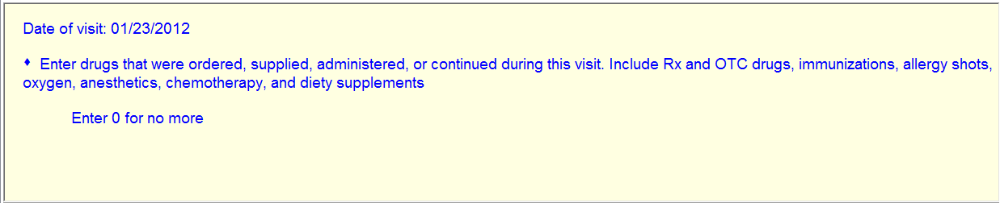 Date of visit: 01/23/2012
♦ Enter drugs that were ordered, supplied, administered, or continued during this visit. Include Rx and OTC drugs, immunizations, allergy shots,
oxygen, anesthetics, chemotherapy, and diety supplements
Enter 0 for no more